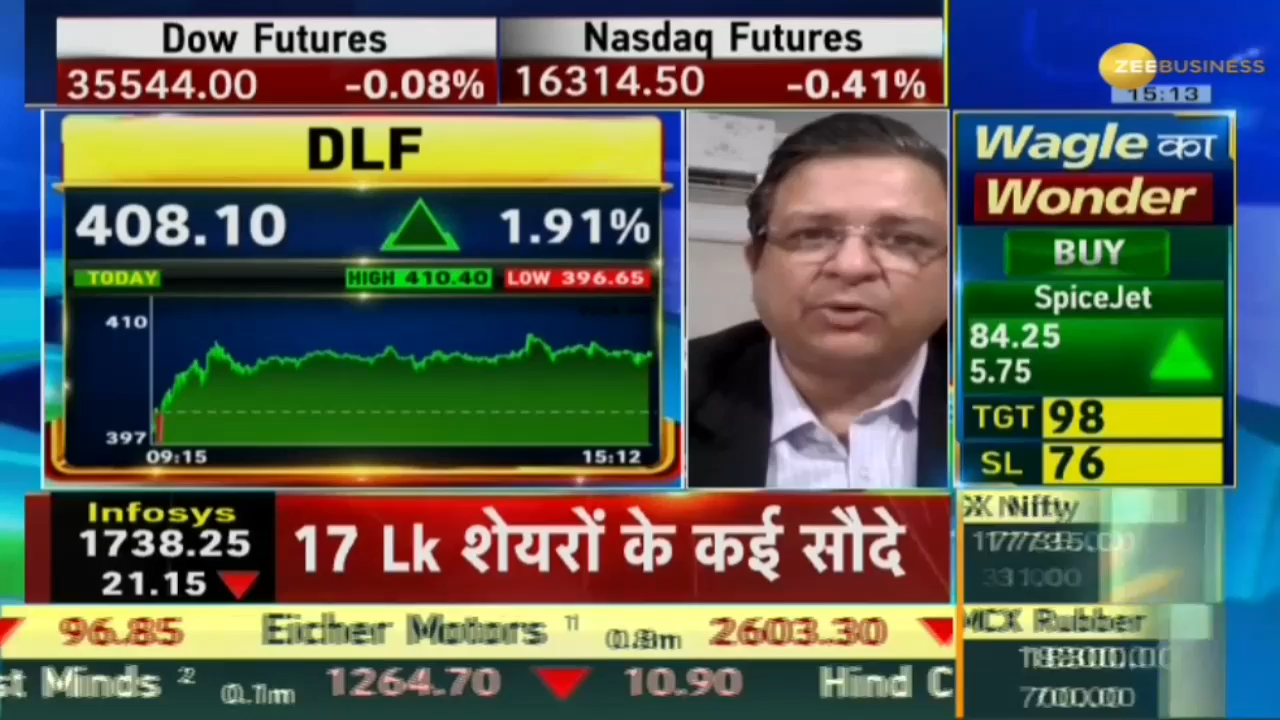 Dow Futures
35544.00 -0.08%
Nasdaq Futures
16314.50 -0.41%
ZEEBUSINESS
15:13
DLF
408.10 1.91%
TODAY HIGH 410.40 LOW 396.65
410
397
09:15 15:12
Wagle का
Wonder
BUY
SpiceJet
84.25
5.75
TGT 98
SL 76
Infosys
1738.25
21.15
17 Lk शेयरों के कई सौदे
Nifty
MCX Rubber
96.85 Eicher Motors 0.8m 2603.30
st Minds 0.1m 1264.70 10.90 Hind C